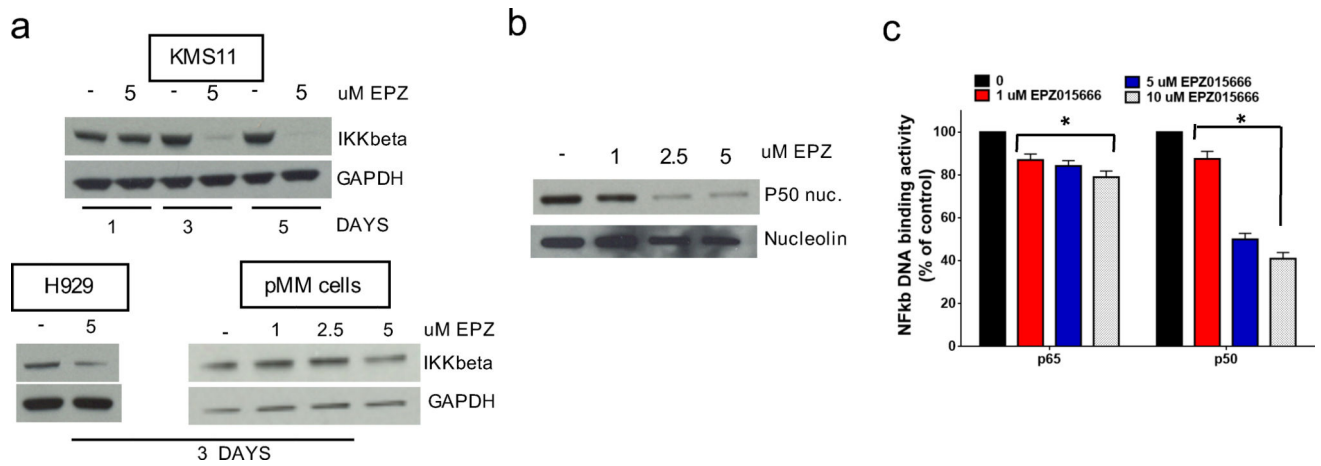 a
KMS11
- 5 - 5 - 5 uM EPZ
IKKbeta
GAPDH
1 3 5 DAYS
H929
- 5
pMM cells
- 1 2.5 5 uM EPZ
IKKbeta
GAPDH
3 DAYS
b
- 1 2.5 5 uM EPZ
P50 nuc.
Nucleolin
c
0
1 uM EPZ015666
5 uM EPZ015666
10 uM EPZ015666
NFkb DNA binding activity
(% of control)
100
80
60
40
20
0
* *
p65 p50